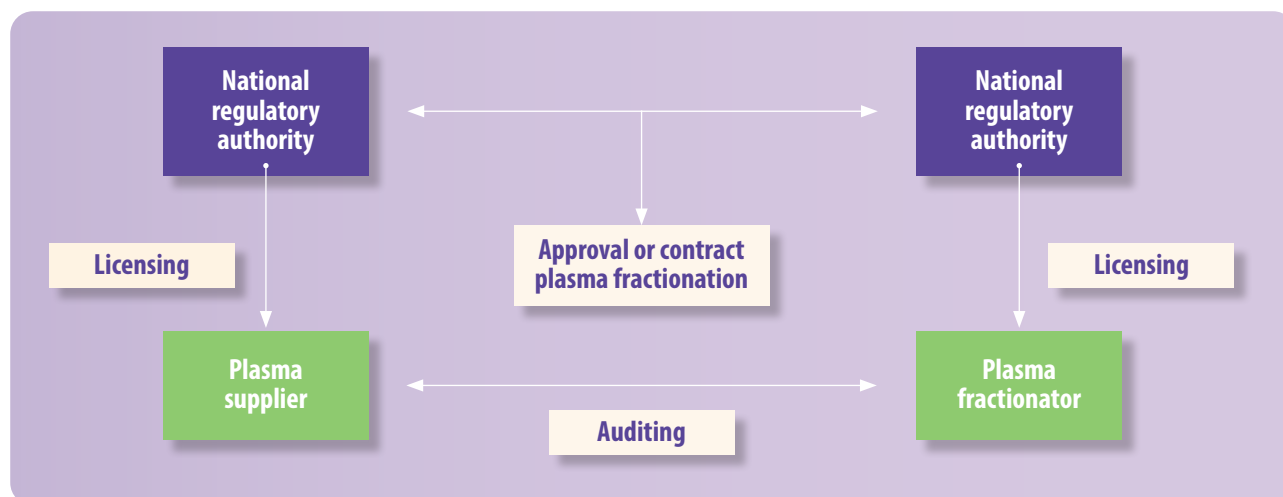 National
regulatory
authority
National
regulatory
authority
Licensing
Approval or contract
plasma fractionation
Licensing
Plasma
supplier
Plasma
fractionator
Auditing